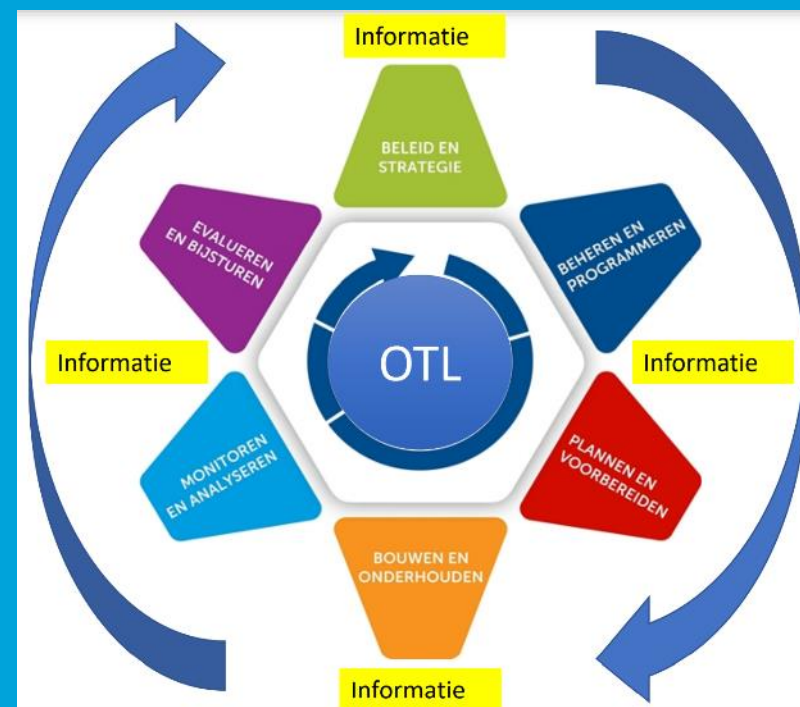 Informatie
BELEID EN
STRATEGIE
EVALUEREN
EN BIJSTUREN
BEHEREN EN
PROGRAMMEREN
Informatie
OTL
Informatie
MONITOREN
EN ANALYSEREN
PLANNEN EN
VOORBEREIDEN
BOUWEN EN
ONDERHOUDEN
Informatie